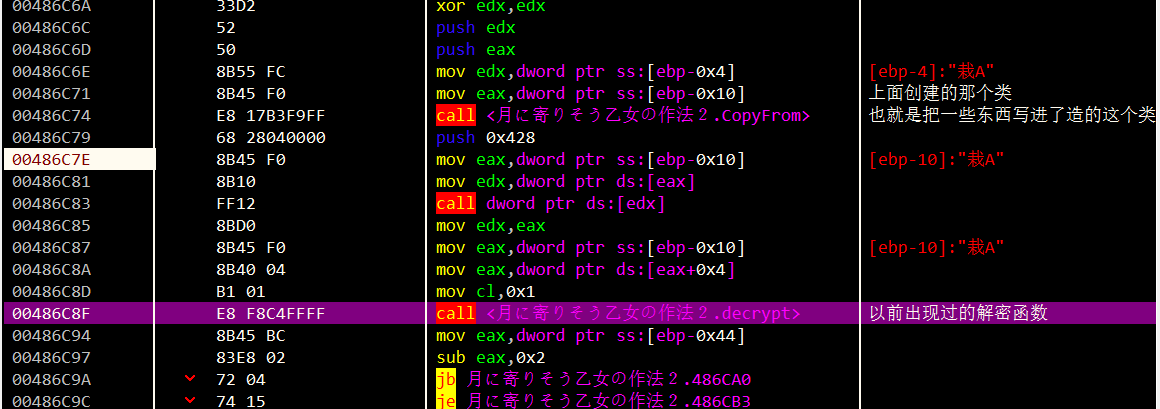 00486C6A 33D2 xor edx,edx
00486C6C 52 push edx
00486C6D 50 push eax
00486C6E 8B55 FC mov edx,dword ptr ss:[ebp-0x4] [ebp-4]:"栽A"
00486C71 8B45 F0 mov eax,dword ptr ss:[ebp-0x10] 上面创建的那个类
00486C74 E8 17B3F9FF call <月に寄りそう乙女の作法２.CopyFrom> 也就是把一些东西写进了造的这个类
00486C79 68 28040000 push 0x428
00486C7E 8B45 F0 mov eax,dword ptr ss:[ebp-0x10] [ebp-10]:"栽A"
00486C81 8B10 mov edx,dword ptr ds:[eax]
00486C83 FF12 call dword ptr ds:[edx]
00486C85 8BD0 mov edx,eax
00486C87 8B45 F0 mov eax,dword ptr ss:[ebp-0x10] [ebp-10]:"栽A"
00486C8A 8B40 04 mov eax,dword ptr ds:[eax+0x4]
00486C8D B1 01 mov cl,0x1
00486C8F E8 F8C4FFFF call <月に寄りそう乙女の作法２.decrypt> 以前出现过的解密函数
00486C94 8B45 BC mov eax,dword ptr ss:[ebp-0x44]
00486C97 83E8 02 sub eax,0x2
00486C9A 72 04 jb 月に寄りそう乙女の作法２.486CA0
00486C9C 74 15 je 月に寄りそう乙女の作法２.486CB3